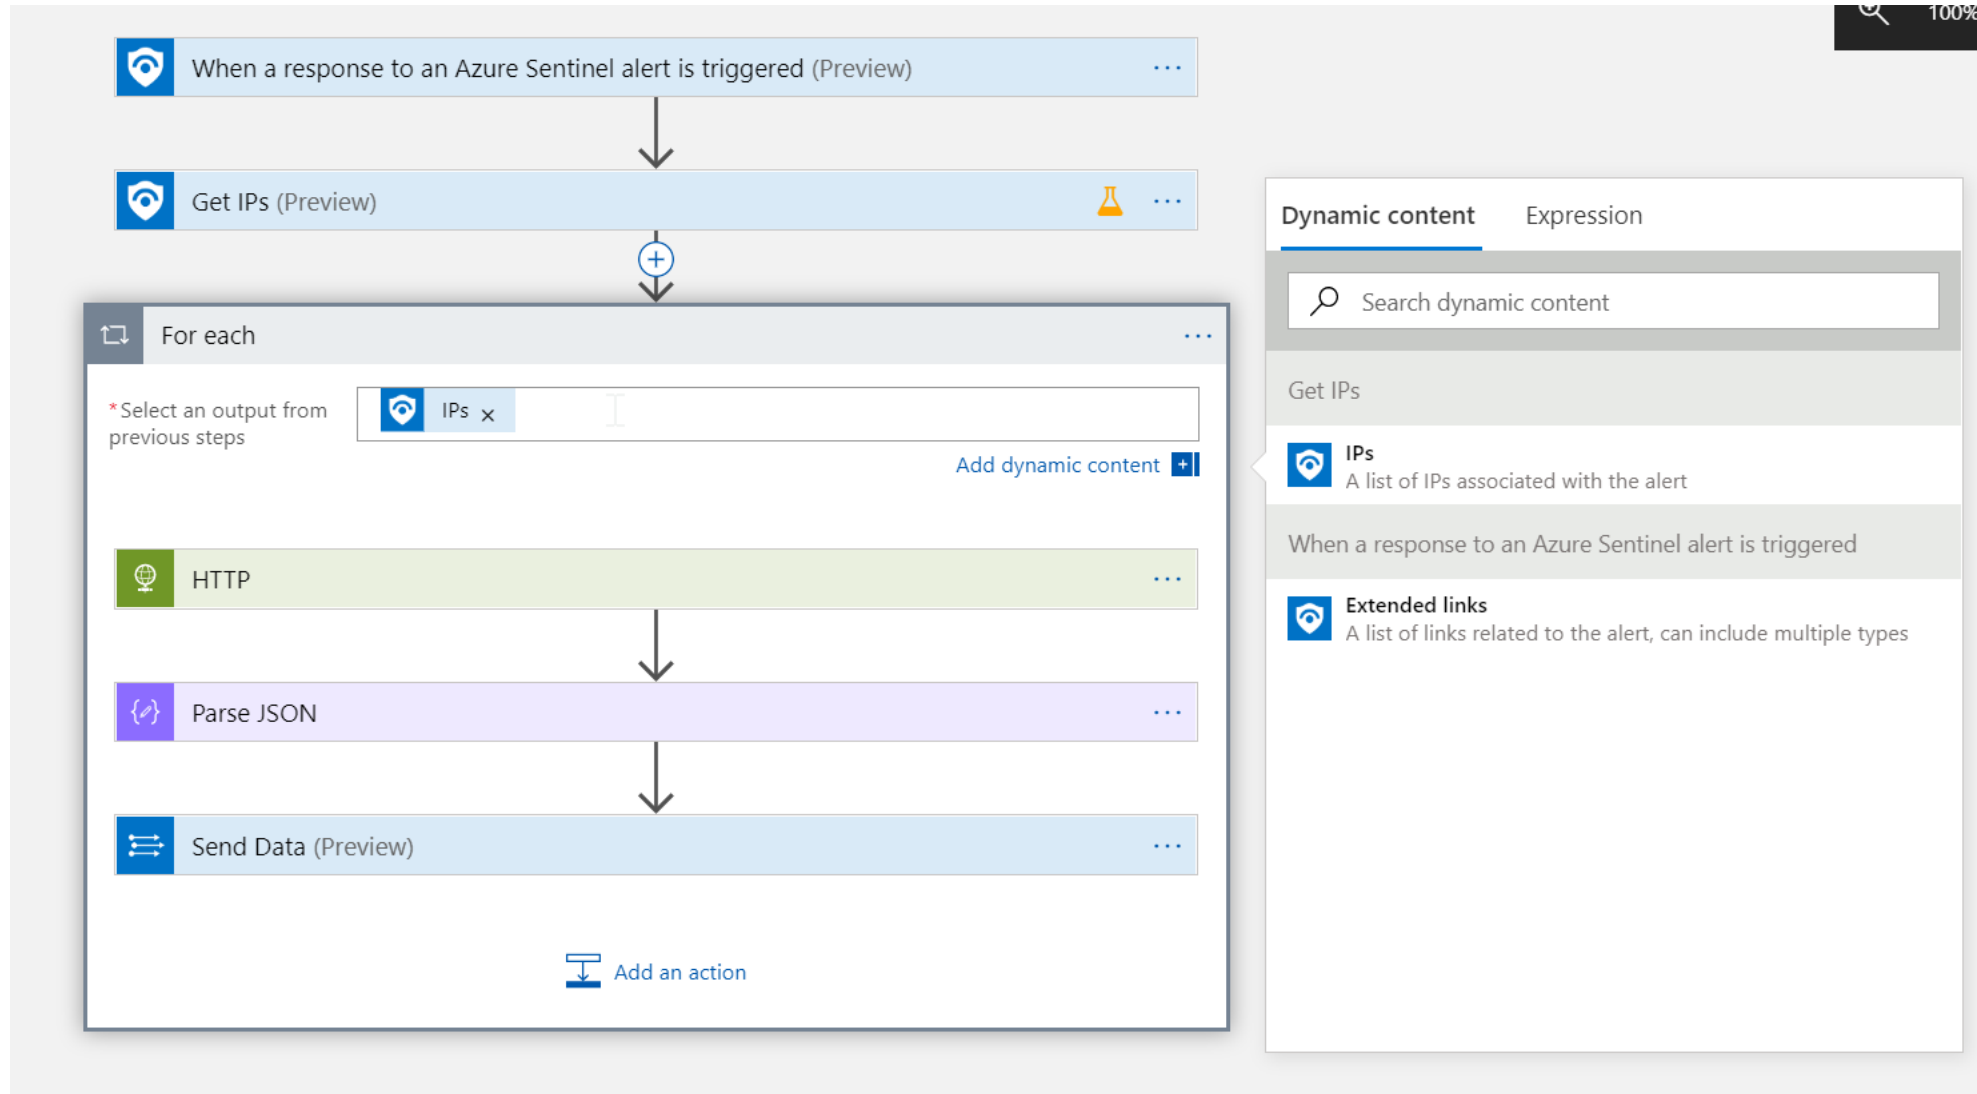 100%
When a response to an Azure Sentinel alert is triggered (Preview)
Get IPs (Preview)
For each
*Select an output from
previous steps
IPs ×
Add dynamic content
HTTP
Parse JSON
Send Data (Preview)
Add an action
Dynamic content Expression
Search dynamic content
Get IPs
IPs
A list of IPs associated with the alert
When a response to an Azure Sentinel alert is triggered
Extended links
A list of links related to the alert, can include multiple types